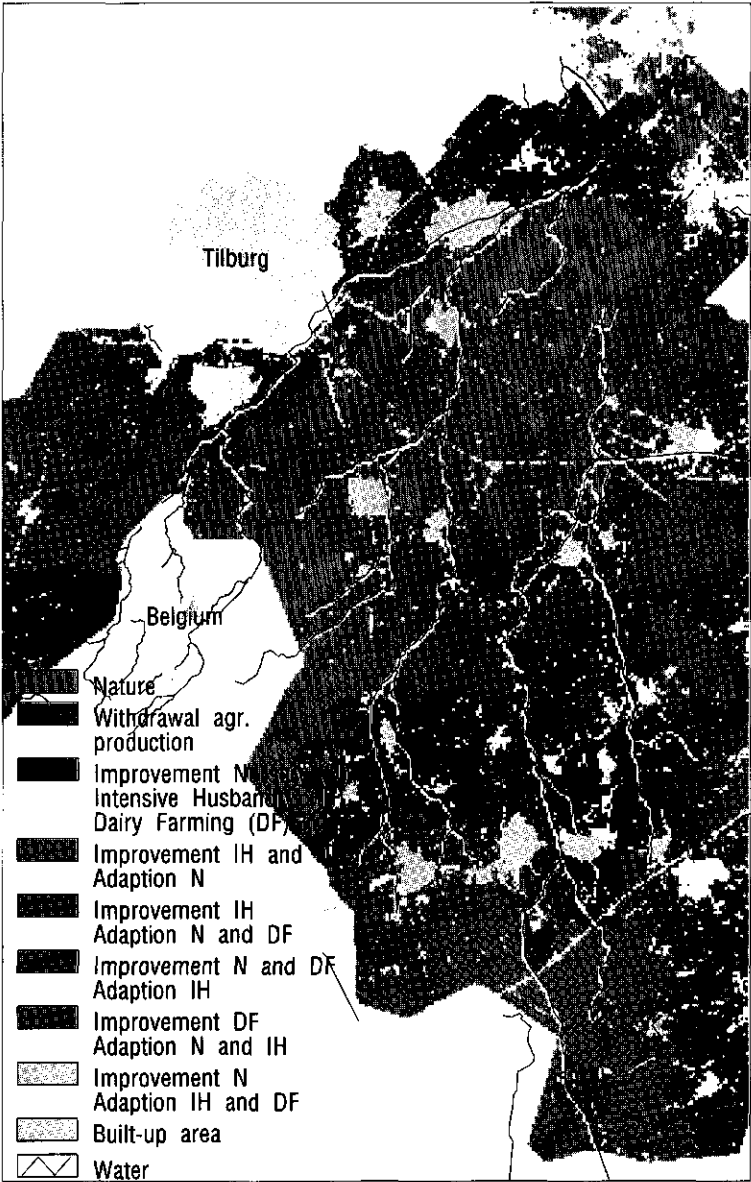 Tilburg
Belgium
Nature
Withdrawal agr.
production
Improvement
Intensive Husban
Dairy Farming (DF)
Improvement IH and
Adaption N
Improvement IH
Adaption N and DF
Improvement N and DF
Adaption IH
Improvement DF
Adaption N and IH
Improvement N
Adaption IH and DF
Built-up area
Water